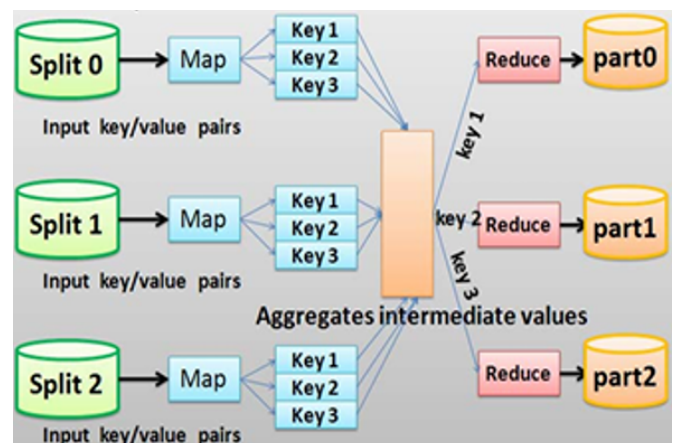 Split 0
Map
Key 1
Key 2
Key 3
Reduce
part0
Input key/value pairs
key 1
Split 1
Map
Key 1
Key 2
Key 3
key 2
Reduce
part1
Input key/value pairs
key 3
Aggregates intermediate values
Split 2
Map
Key 1
Key 2
Key 3
Reduce
part2
Input key/value pairs